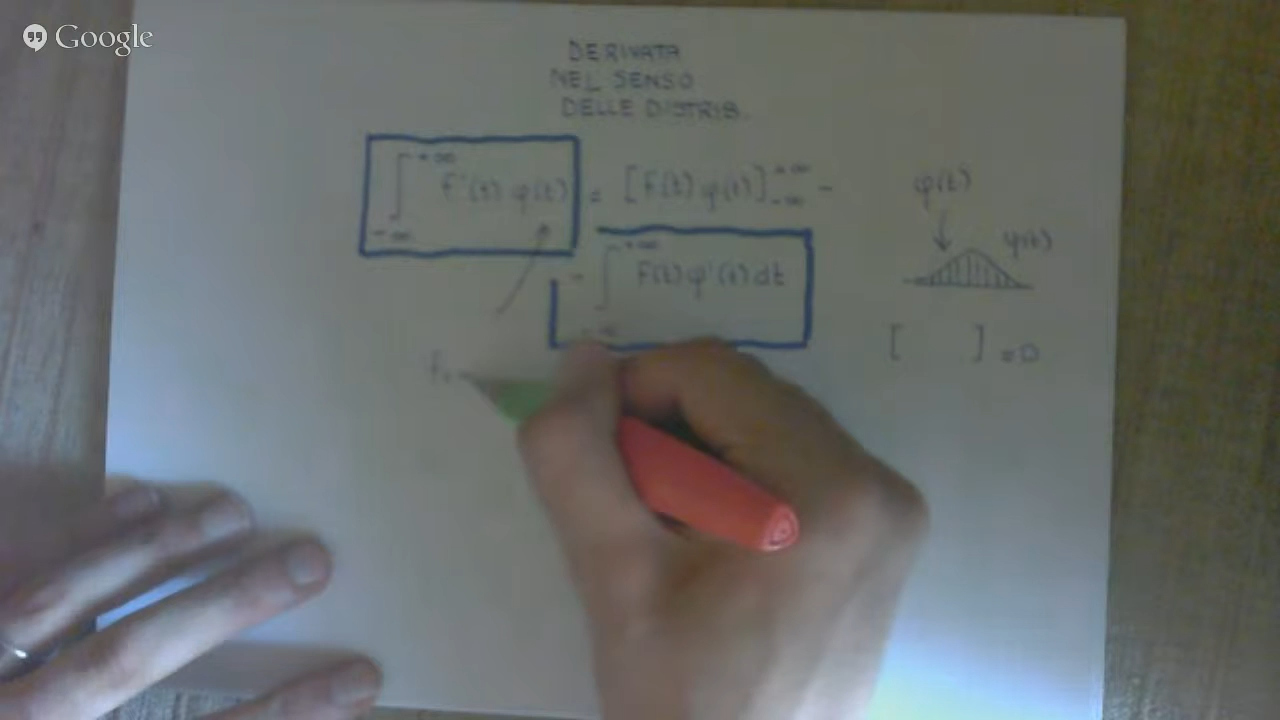 Google
DERIVATA
NEL SENSO
DELLE DISTRIB.
∫ +∞ -∞ f'(t) φ(t) = [f(t) φ(t)] +∞ -∞ -
- ∫ +∞ -∞ f(t) φ'(t) dt
φ(t)
φ(t)
[ ] = 0